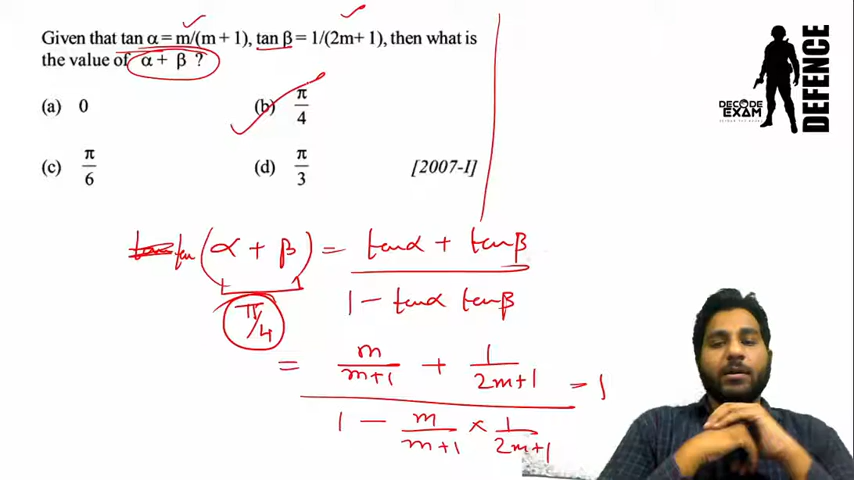 Given that tan α = m/(m + 1), tan β = 1/(2m + 1), then what is
the value of α + β ?
(a) 0
(b) π/4
(c) π/6
(d) π/3
[2007-I]
DECODE
EXAM
DEFENCE
tan (α + β) = tanα + tanβ
1 - tanα tanβ
π/4
= m/m+1 + 1/2m+1 = 1
1 - m/m+1 × 1/2m+1